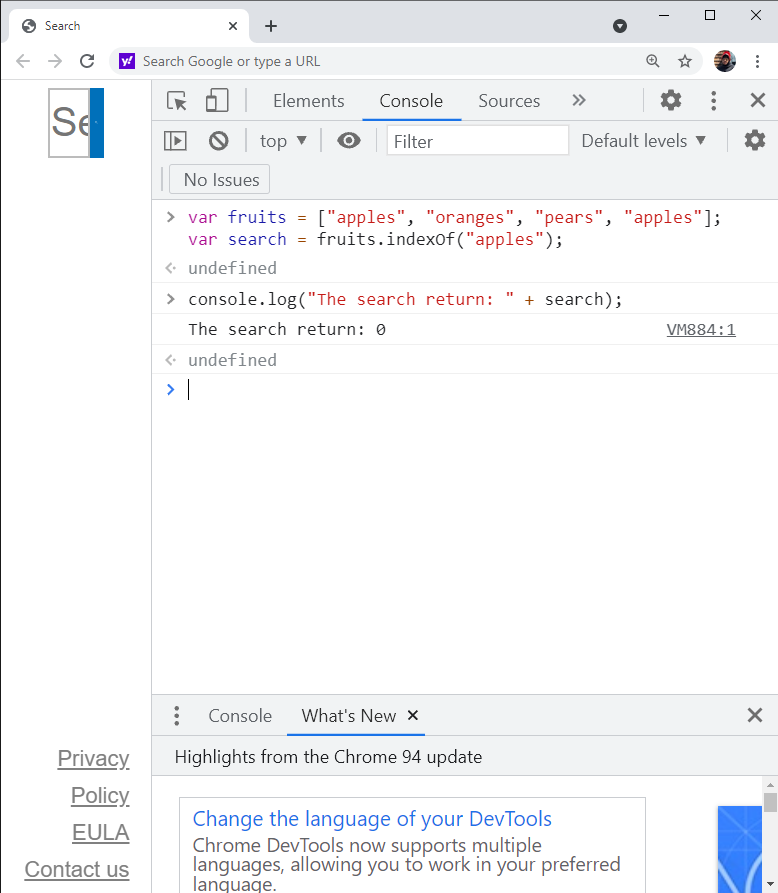 Search
y!
Search Google or type a URL
Se
Elements
Console
Sources
top
Filter
Default levels
No Issues
var fruits = ["apples", "oranges", "pears", "apples"];
var search = fruits.indexOf("apples");
undefined
console.log("The search return: " + search);
The search return: 0
VM884:1
undefined
Console
What's New
Highlights from the Chrome 94 update
Change the language of your DevTools
Chrome DevTools now supports multiple
languages, allowing you to work in your preferred
language.
Privacy
Policy
EULA
Contact us